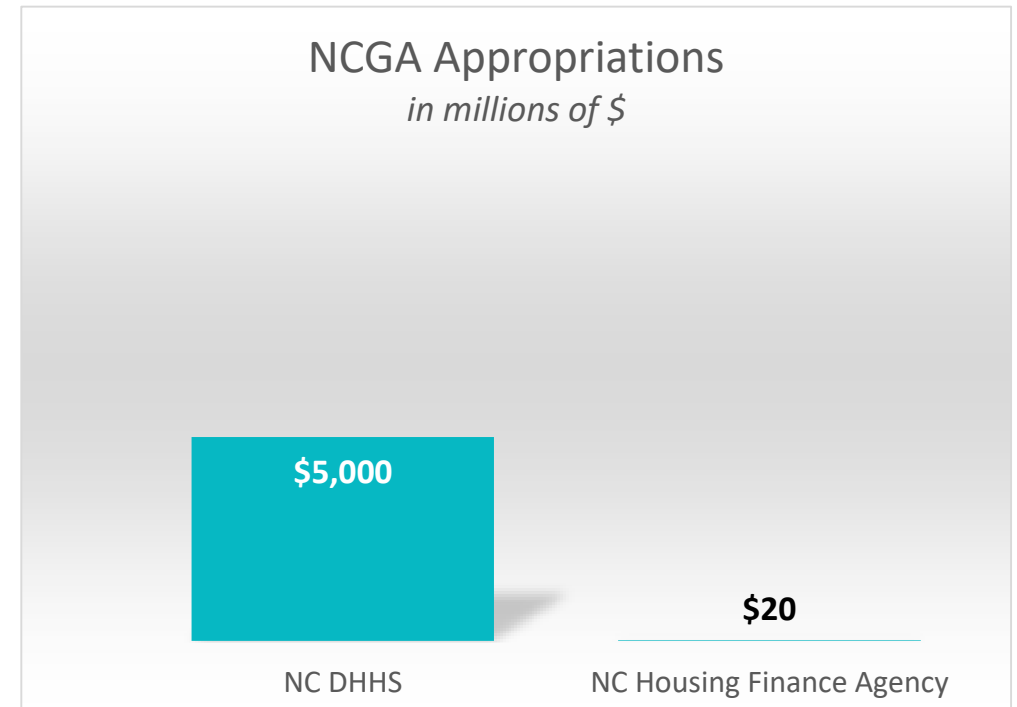 NCGA Appropriations
in millions of $
$5,000
$20
NC DHHS
NC Housing Finance Agency